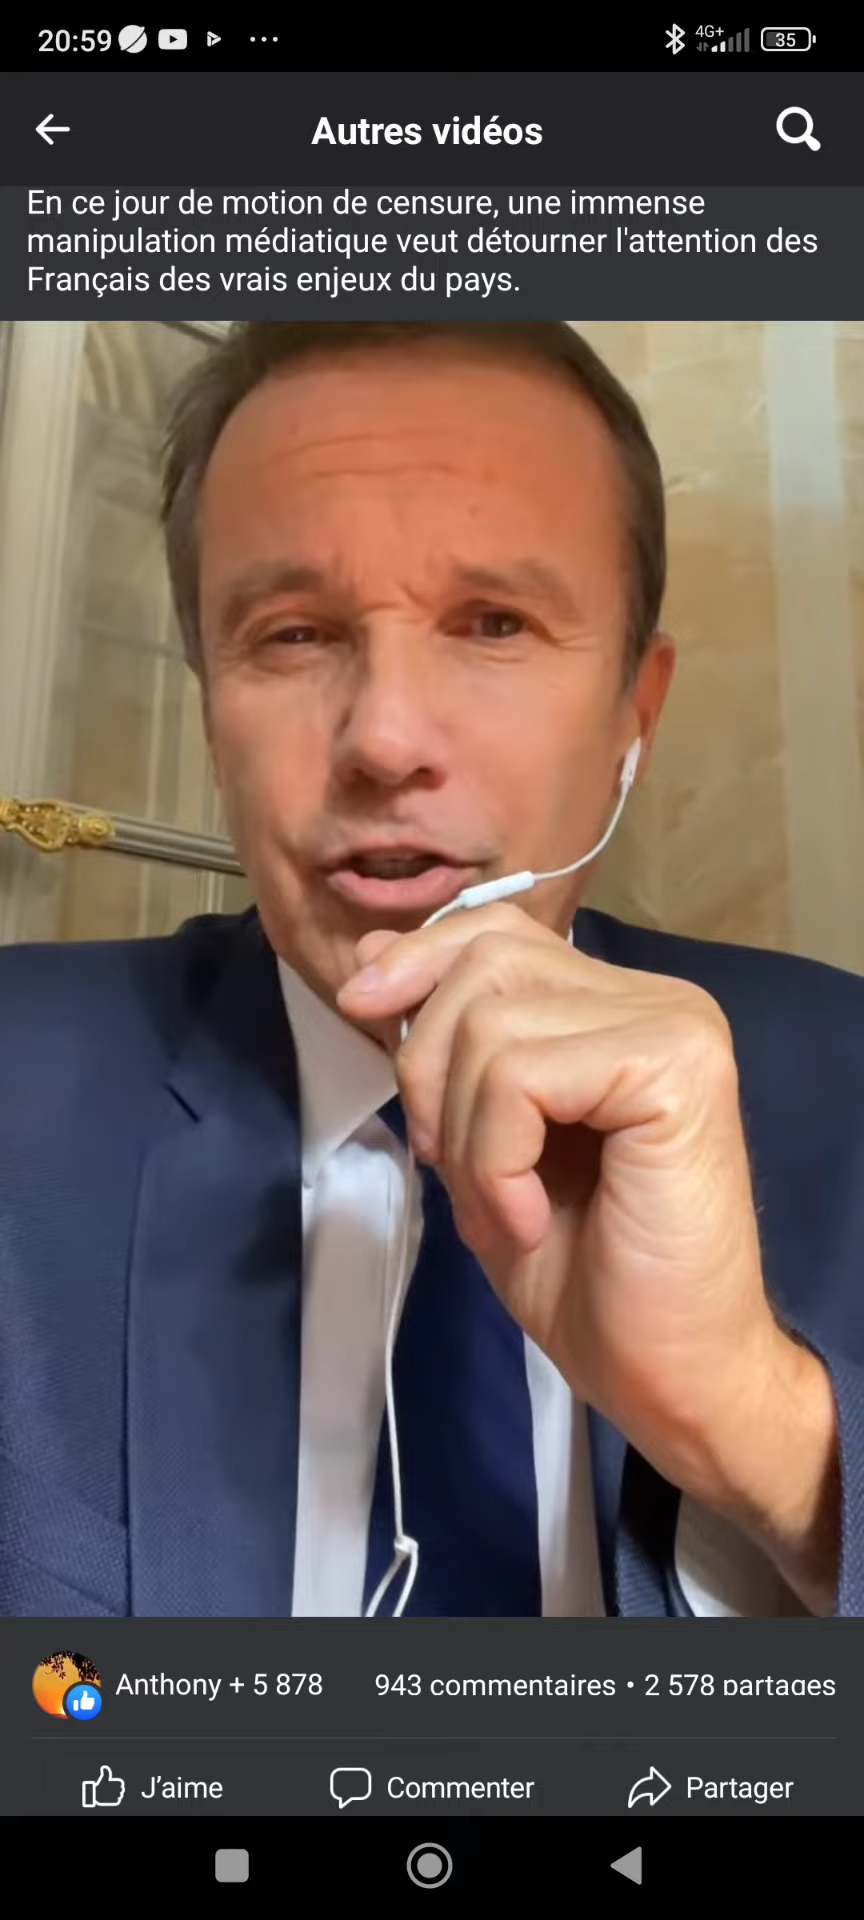 20:59 ... 4G+ 35
Autres vidéos
En ce jour de motion de censure, une immense
manipulation médiatique veut détourner l'attention des
Français des vrais enjeux du pays.
Anthony + 5 878 943 commentaires • 2 578 partages
J'aime Commenter Partager